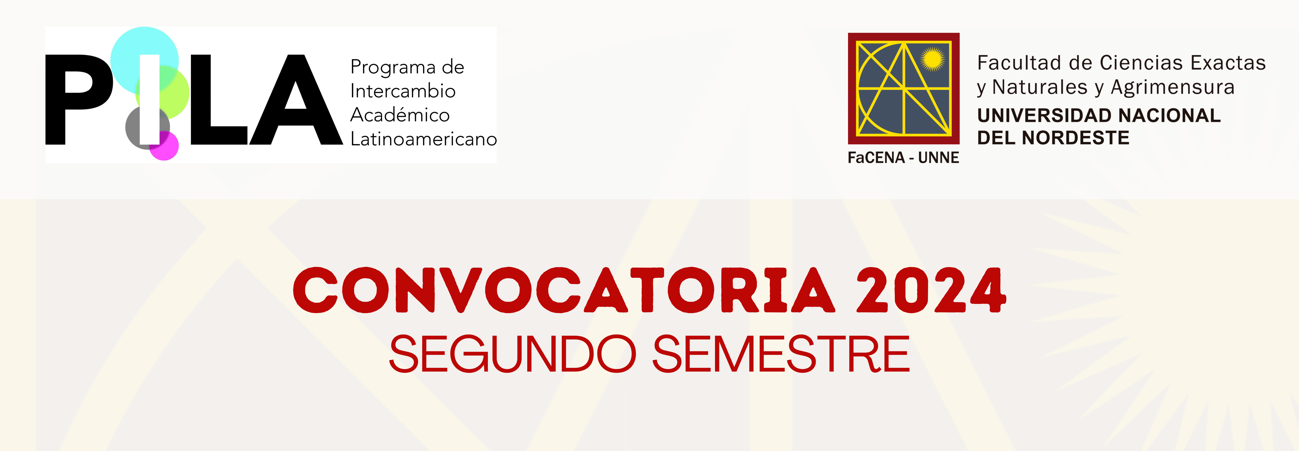 PILA
Programa de
Intercambio
Académico
Latinoamericano
FaCENA - UNNE
Facultad de Ciencias Exactas
y Naturales y Agrimensura
UNIVERSIDAD NACIONAL
DEL NORDESTE
CONVOCATORIA 2024
SEGUNDO SEMESTRE